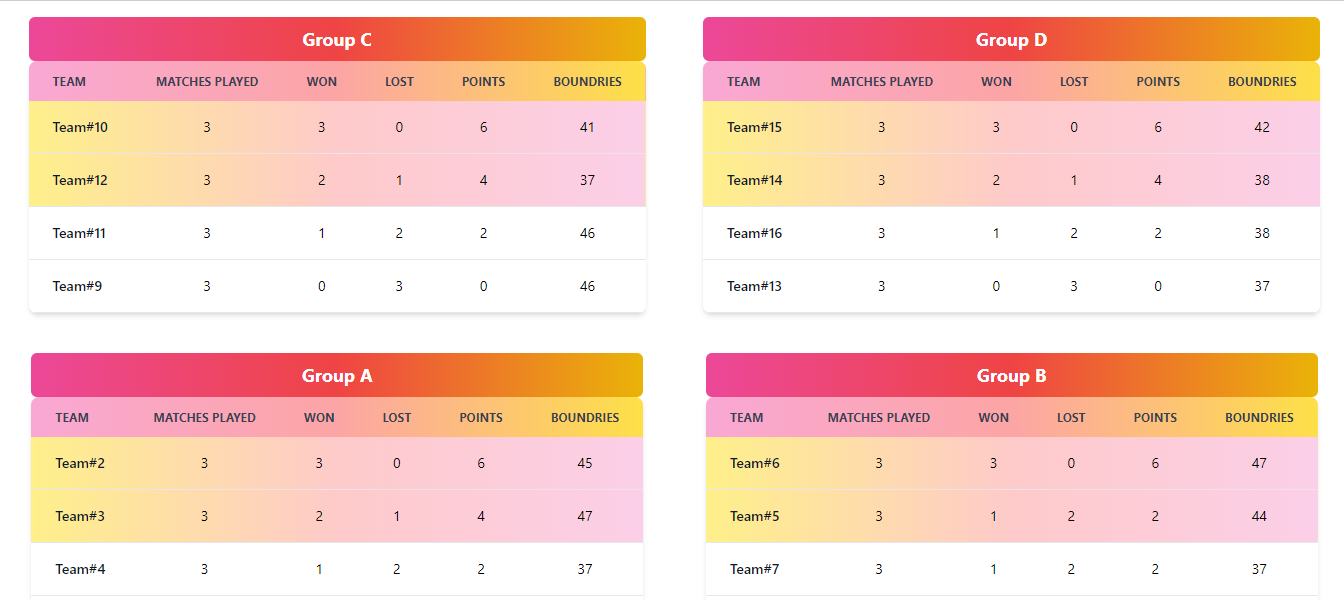 Group C
TEAM MATCHES PLAYED WON LOST POINTS BOUNDRIES
Team#10 3 3 0 6 41
Team#12 3 2 1 4 37
Team#11 3 1 2 2 46
Team#9 3 0 3 0 46
Group D
TEAM MATCHES PLAYED WON LOST POINTS BOUNDRIES
Team#15 3 3 0 6 42
Team#14 3 2 1 4 38
Team#16 3 1 2 2 38
Team#13 3 0 3 0 37
Group A
TEAM MATCHES PLAYED WON LOST POINTS BOUNDRIES
Team#2 3 3 0 6 45
Team#3 3 2 1 4 47
Team#4 3 1 2 2 37
Group B
TEAM MATCHES PLAYED WON LOST POINTS BOUNDRIES
Team#6 3 3 0 6 47
Team#5 3 1 2 2 44
Team#7 3 1 2 2 37